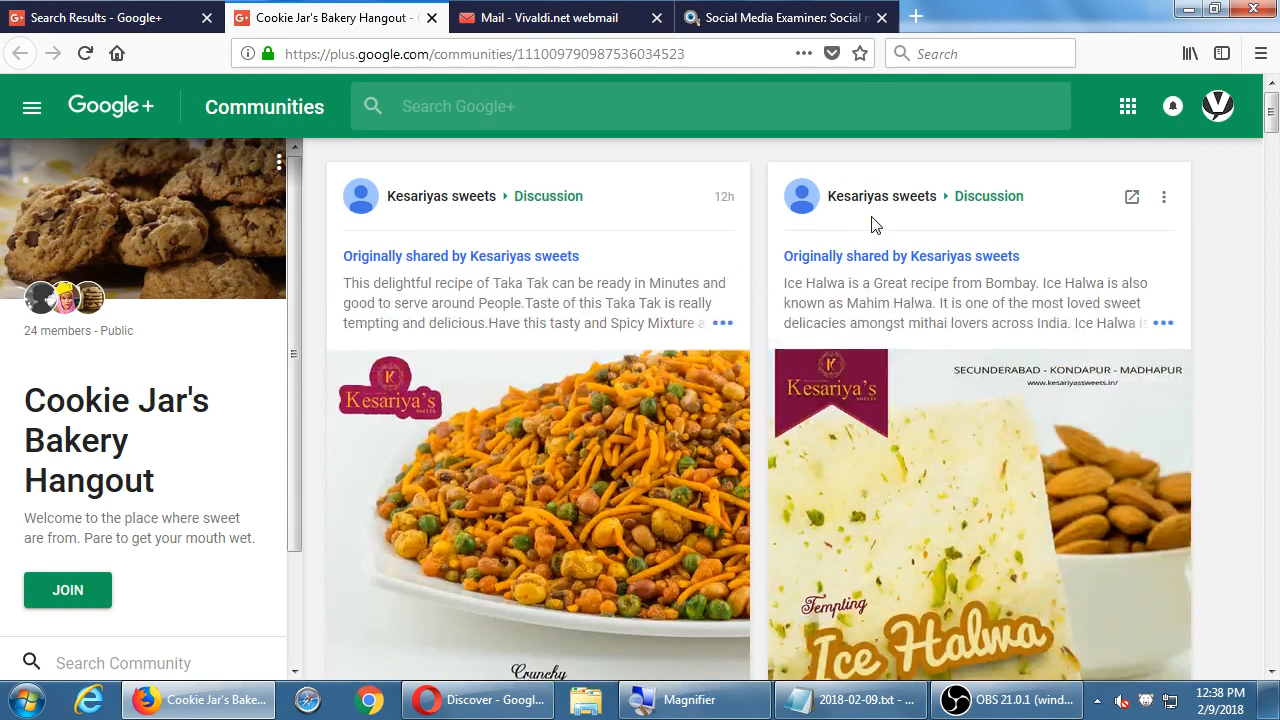 Search Results - Google+
Cookie Jar's Bakery Hangout -
Mail - Vivaldi.net webmail
Social Media Examiner: Social m
https://plus.google.com/communities/111009790987536034523
Search
Google+
Communities
Search Google+
24 members - Public
Cookie Jar's
Bakery
Hangout
Welcome to the place where sweet
are from. Pare to get your mouth wet.
JOIN
Search Community
Kesariyas sweets
Discussion
12h
Originally shared by Kesariyas sweets
This delightful recipe of Taka Tak can be ready in Minutes and
good to serve around People.Taste of this Taka Tak is really
tempting and delicious.Have this tasty and Spicy Mixture a
K
Kesariya's
SWEETS
Crunchy
Kesariyas sweets
Discussion
Originally shared by Kesariyas sweets
Ice Halwa is a Great recipe from Bombay. Ice Halwa is also
known as Mahim Halwa. It is one of the most loved sweet
delicacies amongst mithai lovers across India. Ice Halwa is
K
Kesariya's
SWEETS
SECUNDERABAD - KONDAPUR - MADHAPUR
www.kesariyassweets.in/
Tempting
Ice Halwa
Cookie Jar's Bake...
Discover - Googl...
Magnifier
2018-02-09.txt - ...
OBS 21.0.1 (wind...
12:38 PM
2/9/2018